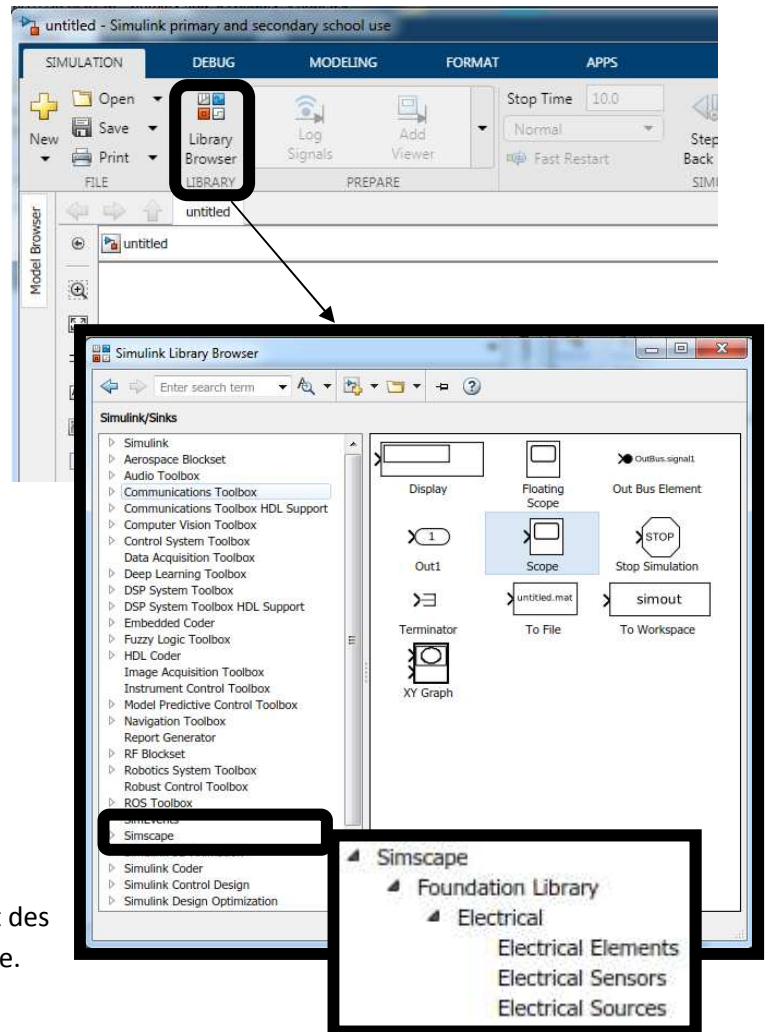 untitled - Simulink primary and secondary school use
SIMULATION DEBUG MODELING FORMAT APPS
New
Open
Save
Print
FILE
Library
Browser
LIBRARY
Log
Signals
Add
Viewer
PREPARE
Stop Time 10.0
Normal
Fast Restart
Step
Back
Model Browser
untitled
untitled
Simulink Library Browser
Enter search term
Simulink/Sinks
Simulink
Aerospace Blockset
Audio Toolbox
Communications Toolbox
Communications Toolbox HDL Support
Computer Vision Toolbox
Control System Toolbox
Data Acquisition Toolbox
Deep Learning Toolbox
DSP System Toolbox
DSP System Toolbox HDL Support
Embedded Coder
Fuzzy Logic Toolbox
HDL Coder
Image Acquisition Toolbox
Instrument Control Toolbox
Model Predictive Control Toolbox
Navigation Toolbox
Report Generator
RF Blockset
Robotics System Toolbox
Robust Control Toolbox
ROS Toolbox
SimEvents
Simscape
Simulink Coder
Simulink Control Design
Simulink Design Optimization
Display
Floating
Scope
OutBus.signal1
Out Bus Element
1
Out1
Scope
STOP
Stop Simulation
Terminator
untitled.mat
To File
simout
To Workspace
XY Graph
Simscape
Foundation Library
Electrical
Electrical Elements
Electrical Sensors
Electrical Sources
des
e.